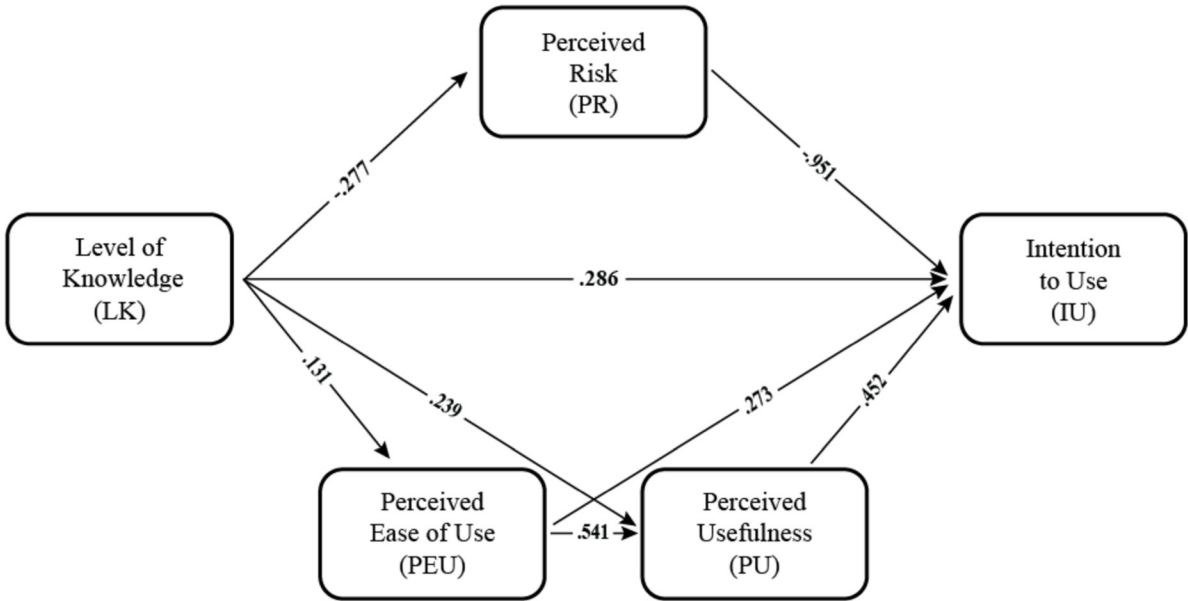 Perceived
Risk
(PR)
-.277
-.951
Level of
Knowledge
(LK)
.286
Intention
to Use
(IU)
.131
.239
.273
.452
Perceived
Ease of Use
(PEU)
.541
Perceived
Usefulness
(PU)